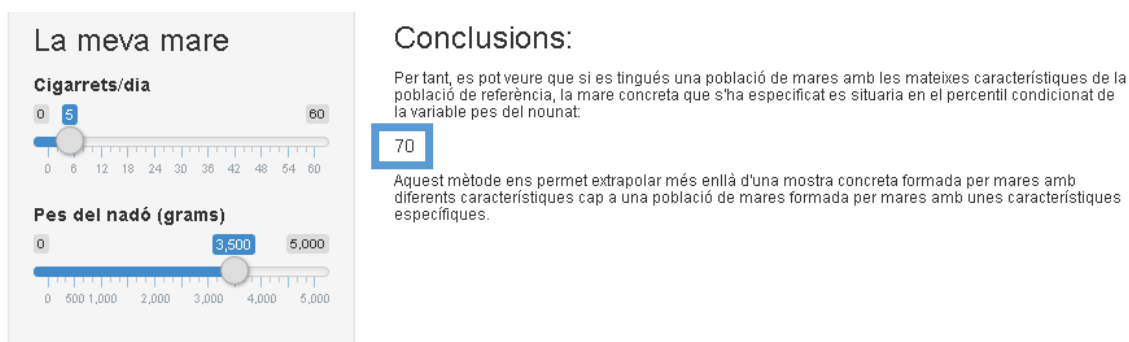 La meva mare
Cigarrets/dia
0 5 60
0 6 12 18 24 30 36 42 48 54 60
Pes del nadó (grams)
0 3,500 5,000
0 500 1,000 2,000 3,000 4,000 5,000
Conclusions:
Per tant, es pot veure que si es tingués una població de mares amb les mateixes característiques de la
població de referència, la mare concreta que s'ha especificat es situaria en el percentil condicionat de
la variable pes del nounat:
70
Aquest mètode ens permet extrapolar més enllà d'una mostra concreta formada per mares amb
diferents característiques cap a una població de mares formada per mares amb unes característiques
específiques.